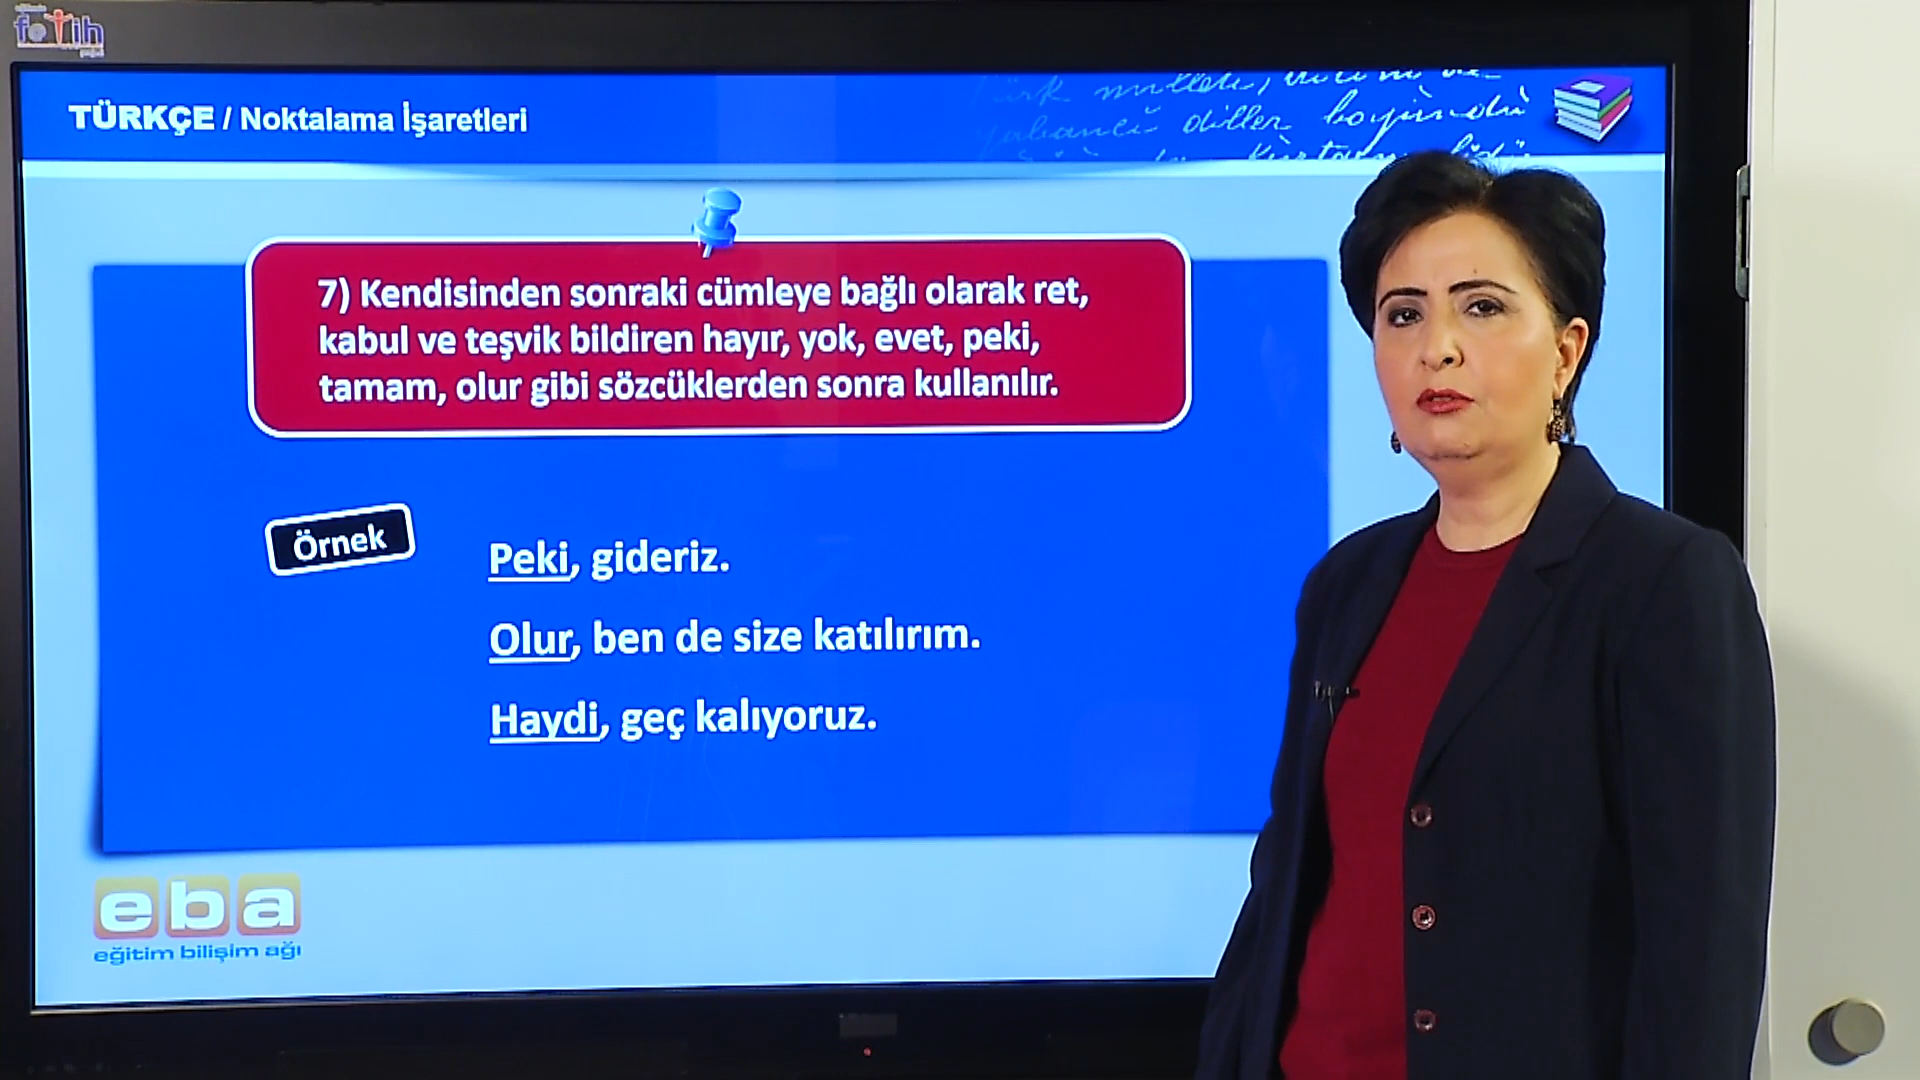 fatih
TÜRKÇE / Noktalama İşaretleri
diller boyunduru
7) Kendisinden sonraki cümleye bağlı olarak ret,
kabul ve teşvik bildiren hayır, yok, evet, peki,
tamam, olur gibi sözcüklerden sonra kullanılır.
Örnek
Peki, gideriz.
Olur, ben de size katılırım.
Haydi, geç kalıyoruz.
eba
eğitim bilişim ağı